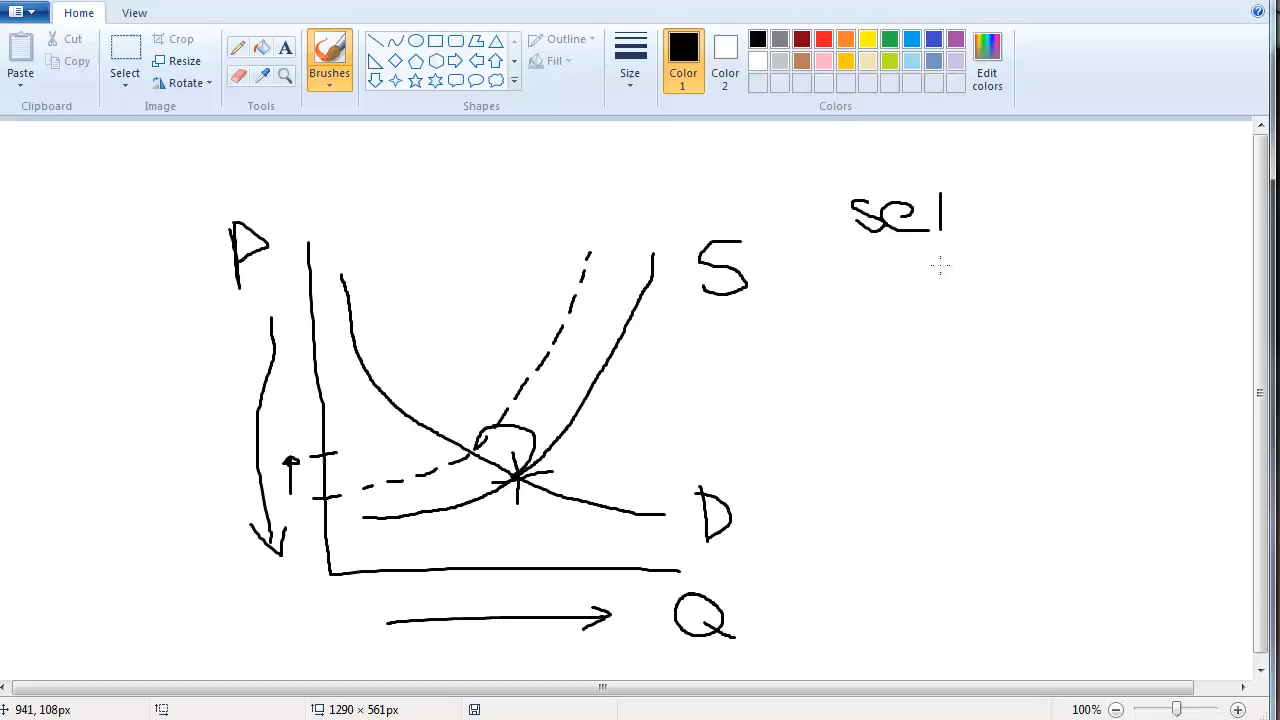 Home View
Cut
Copy
Paste
Clipboard
Select
Crop
Resize
Rotate
Image
A
Tools
Brushes
Outline
Fill
Shapes
Size
Color 1
Color 2
Edit colors
Colors
sel
P
S
D
Q
941, 108px
1290 × 561px
100%